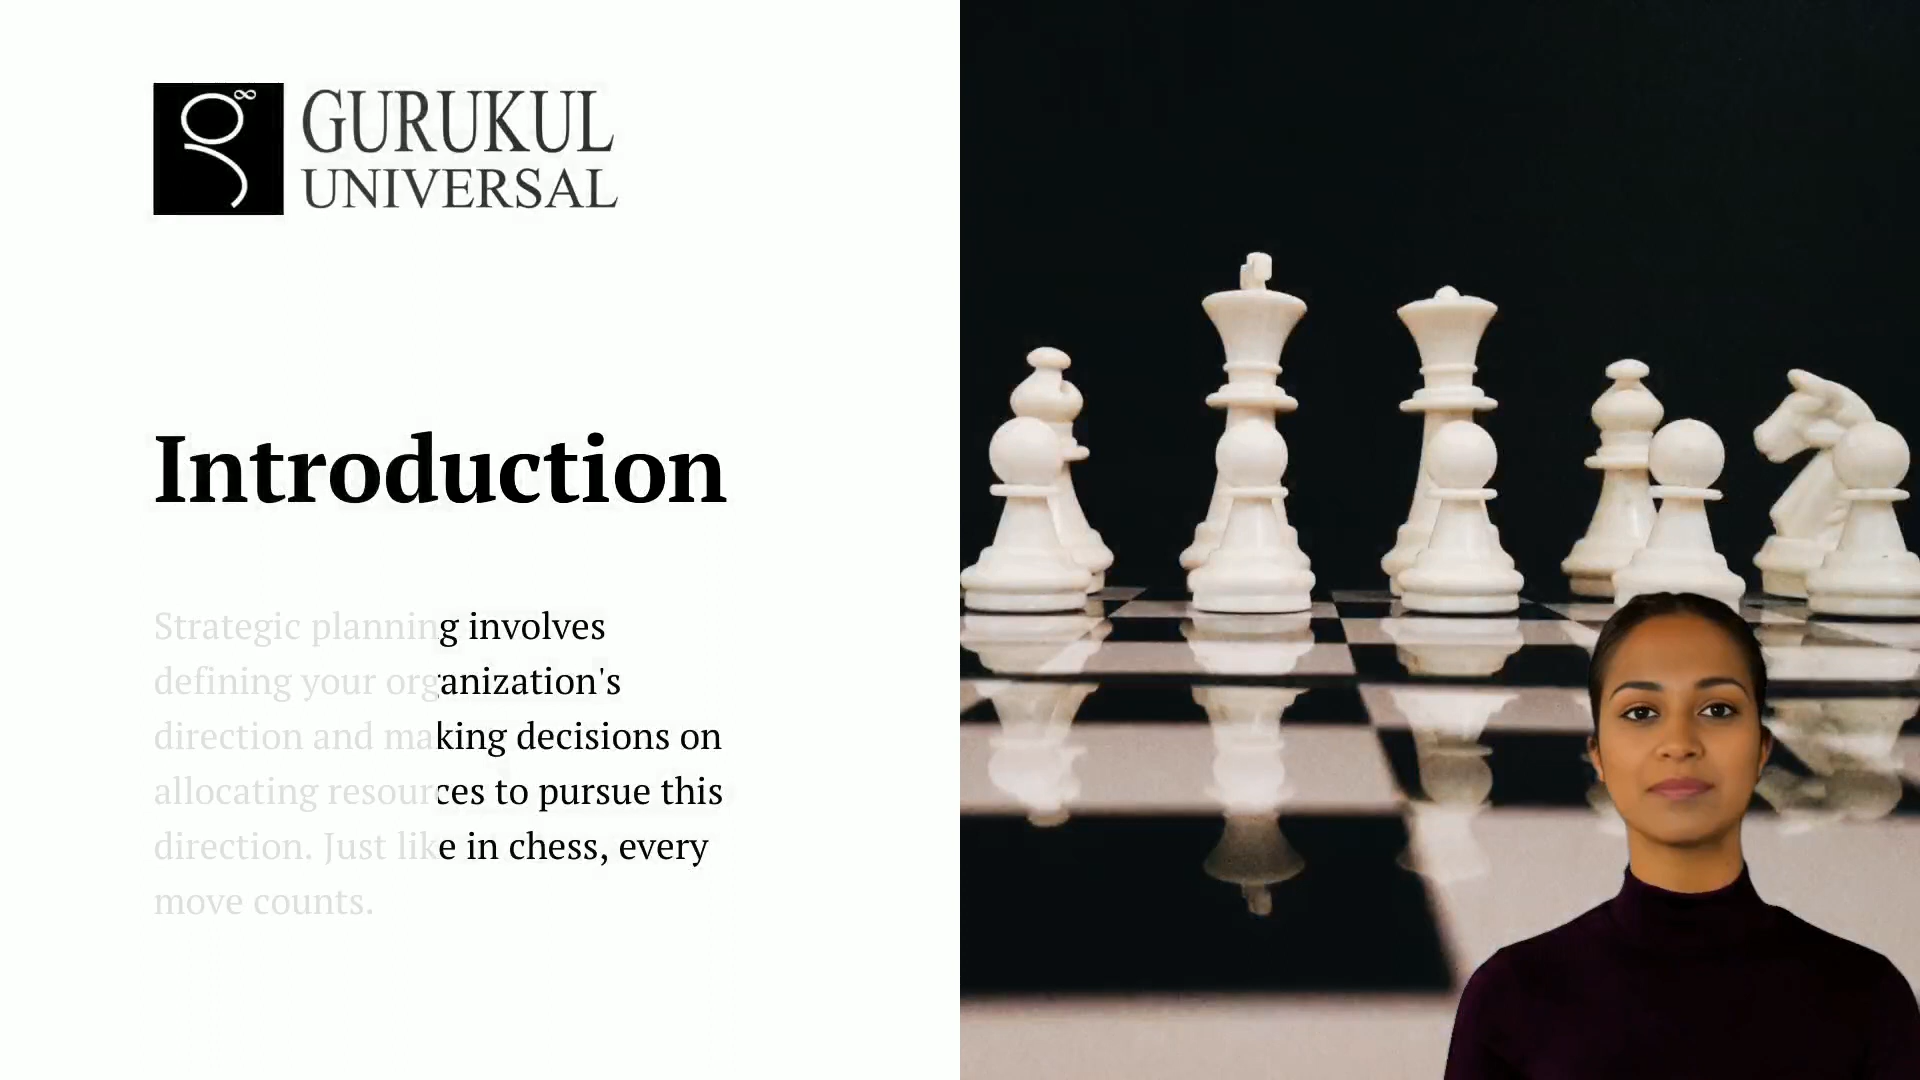 GURUKUL
UNIVERSAL
Introduction
Strategic planning involves
defining your organization's
direction and making decisions on
allocating resources to pursue this
direction. Just like in chess, every
move counts.